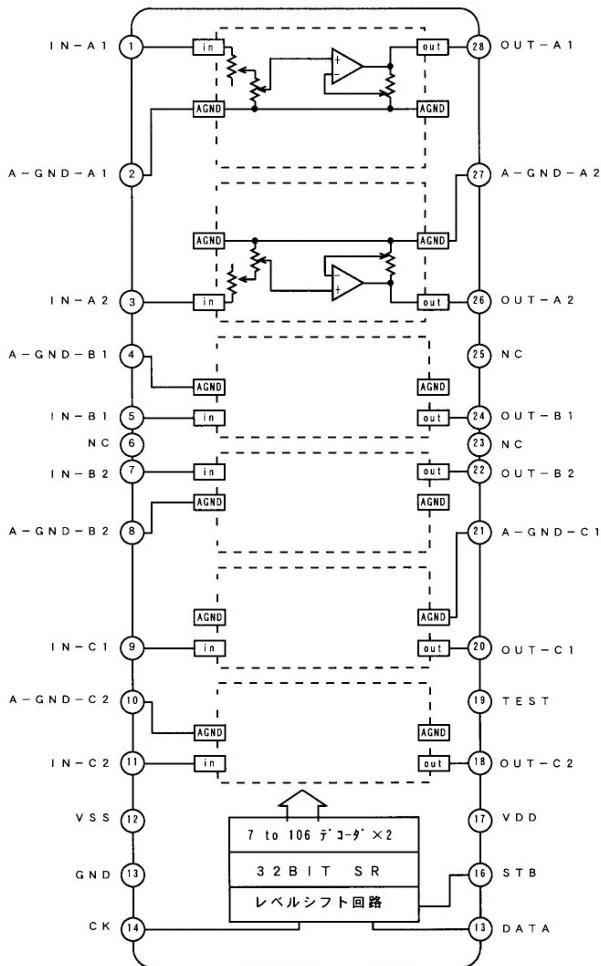 IN-A1 1 in out 28 OUT-A1
+
−
AGND AGND
A-GND-A1 2 27 A-GND-A2
AGND AGND
−
+
IN-A2 3 in out 26 OUT-A2
A-GND-B1 4 25 NC
AGND AGND
IN-B1 5 in out 24 OUT-B1
NC 6 23 NC
IN-B2 7 in out 22 OUT-B2
AGND AGND
A-GND-B2 8 21 A-GND-C1
AGND AGND
IN-C1 9 in out 20 OUT-C1
A-GND-C2 10 19 TEST
AGND AGND
IN-C2 11 in out 18 OUT-C2
VSS 12 17 VDD
7 to 106 デコーダ×2
32BIT SR
GND 13 16 STB
レベルシフト回路
CK 14 13 DATA